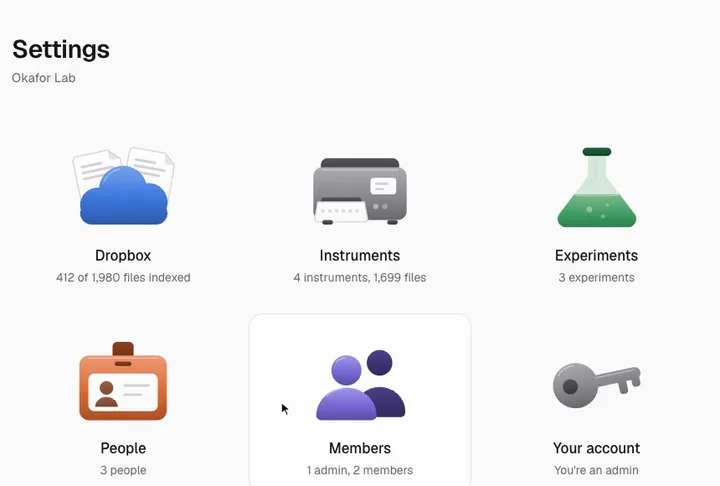 Settings
Okafor Lab
Dropbox
412 of 1,980 files indexed
Instruments
4 instruments, 1,699 files
Experiments
3 experiments
People
3 people
Members
1 admin, 2 members
Your account
You're an admin